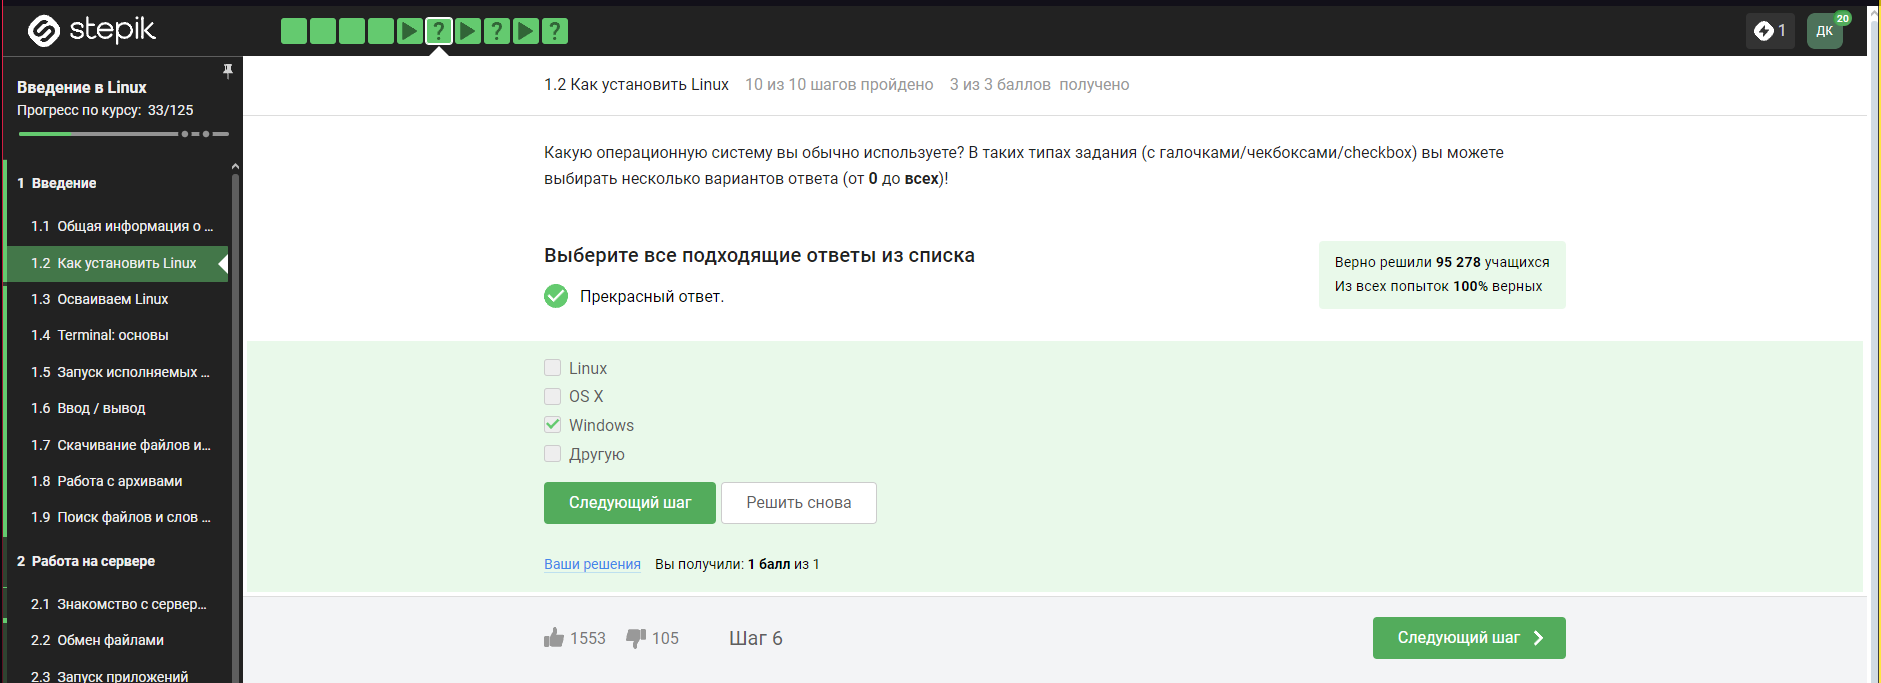 stepik
?
?
?
1
ДК
20
Введение в Linux
Прогресс по курсу: 33/125
1 Введение
1.1 Общая информация о ...
1.2 Как установить Linux
1.3 Осваиваем Linux
1.4 Terminal: основы
1.5 Запуск исполняемых ...
1.6 Ввод / вывод
1.7 Скачивание файлов и...
1.8 Работа с архивами
1.9 Поиск файлов и слов ...
2 Работа на сервере
2.1 Знакомство с сервер...
2.2 Обмен файлами
2.3 Запуск приложений
1.2 Как установить Linux 10 из 10 шагов пройдено 3 из 3 баллов получено
Какую операционную систему вы обычно используете? В таких типах задания (с галочками/чекбоксами/checkbox) вы можете
выбирать несколько вариантов ответа (от 0 до всех)!
Выберите все подходящие ответы из списка
Прекрасный ответ.
Верно решили 95 278 учащихся
Из всех попыток 100% верных
Linux
OS X
Windows
Другую
Следующий шаг Решить снова
Ваши решения Вы получили: 1 балл из 1
1553 105 Шаг 6 Следующий шаг